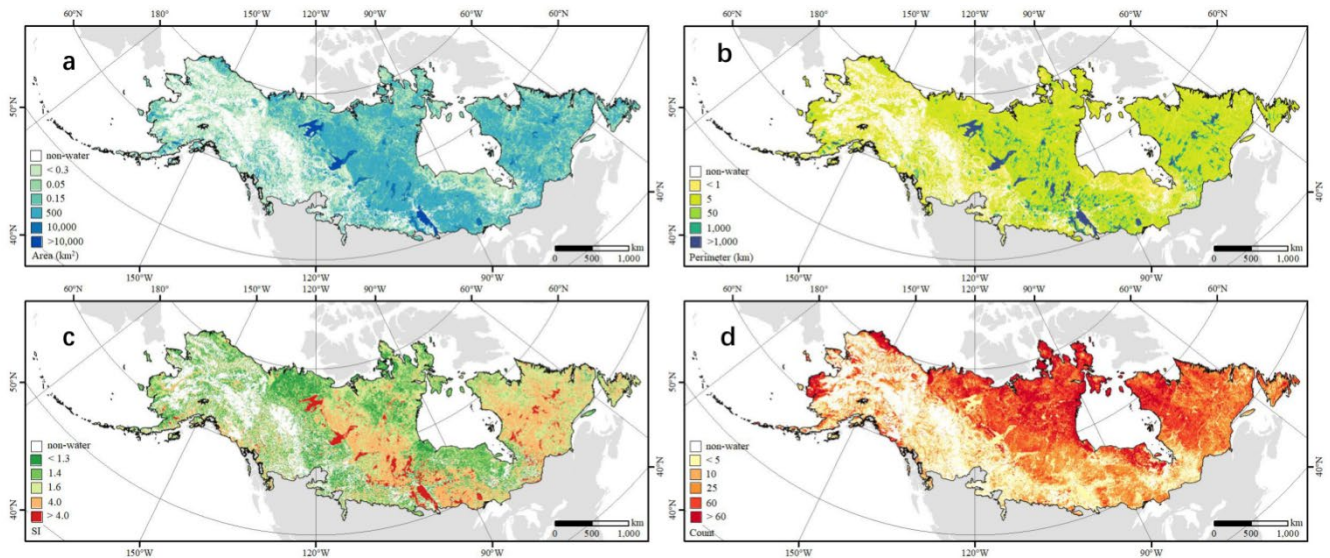 60°N 180° 150°W 120°W 90°W 60°W 60°N
a
50°N
non-water
< 0.3
0.05
0.15
500
10,000
>10,000
Area (km²)
40°N
40°N
km
0 500 1,000
150°W 120°W 90°W
60°N 180° 150°W 120°W 90°W 60°W 60°N
b
50°N
non-water
< 1
5
50
1,000
>1,000
Perimeter (km)
40°N
40°N
km
0 500 1,000
150°W 120°W 90°W
60°N 180° 150°W 120°W 90°W 60°W 60°N
c
50°N
non-water
< 1.3
1.4
1.6
4.0
> 4.0
SI
40°N
40°N
km
0 500 1,000
150°W 120°W 90°W
60°N 180° 150°W 120°W 90°W 60°W 60°N
d
50°N
non-water
< 5
10
25
60
> 60
Count
40°N
40°N
km
0 500 1,000
150°W 120°W 90°W